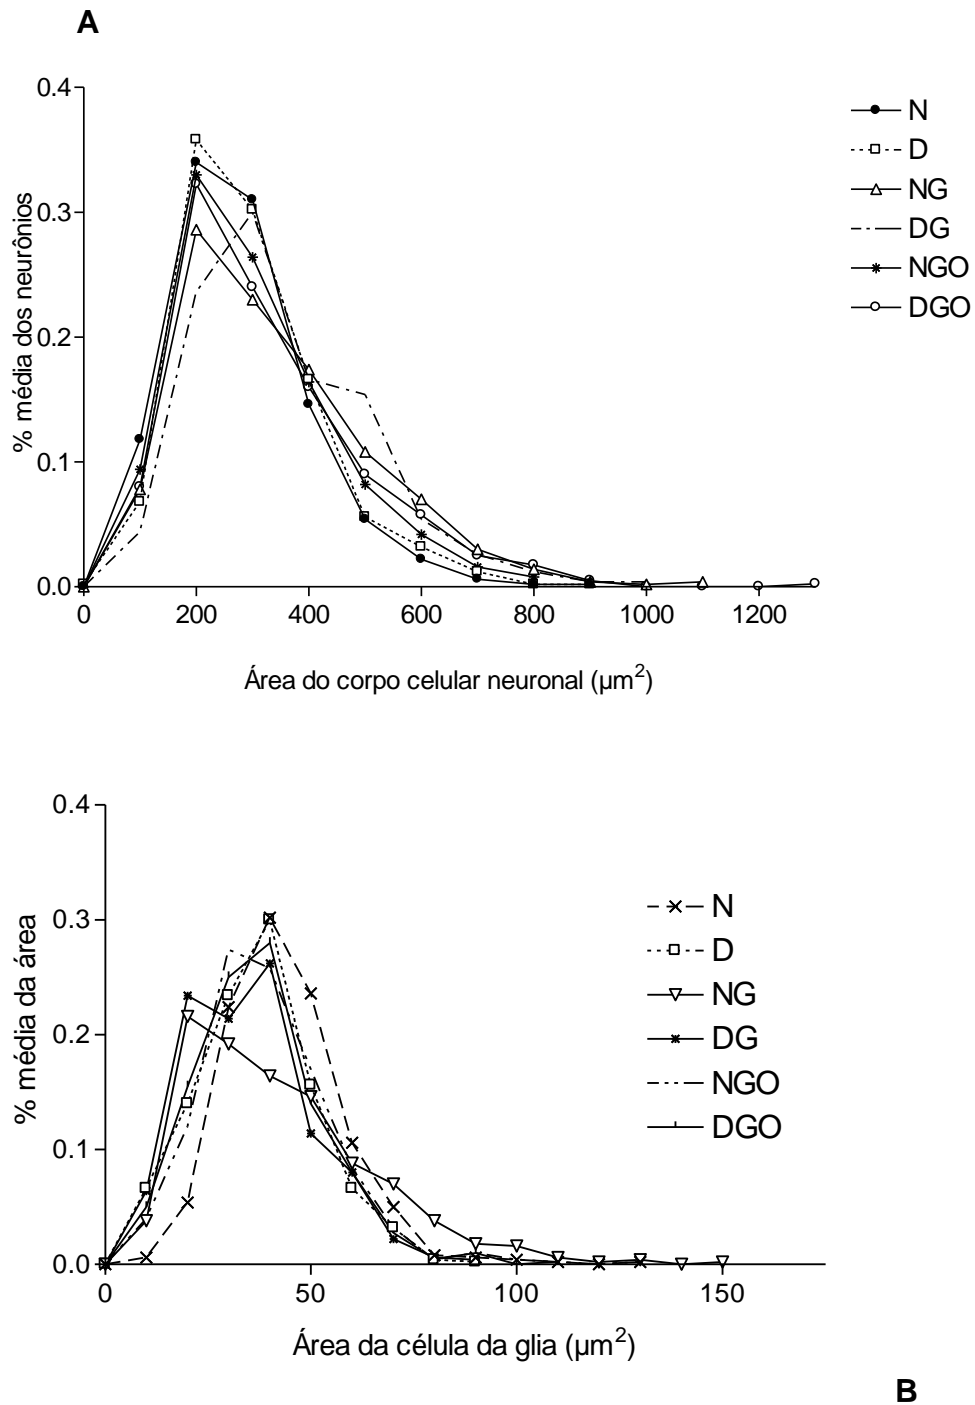 A
0.4
0.3
0.2
0.1
0.0
% média dos neurônios
0 200 400 600 800 1000 1200
Área do corpo celular neuronal (µm²)
N
D
NG
DG
NGO
DGO
0.4
0.3
0.2
0.1
0.0
% média da área
0 50 100 150
Área da célula da glia (µm²)
N
D
NG
DG
NGO
DGO
B